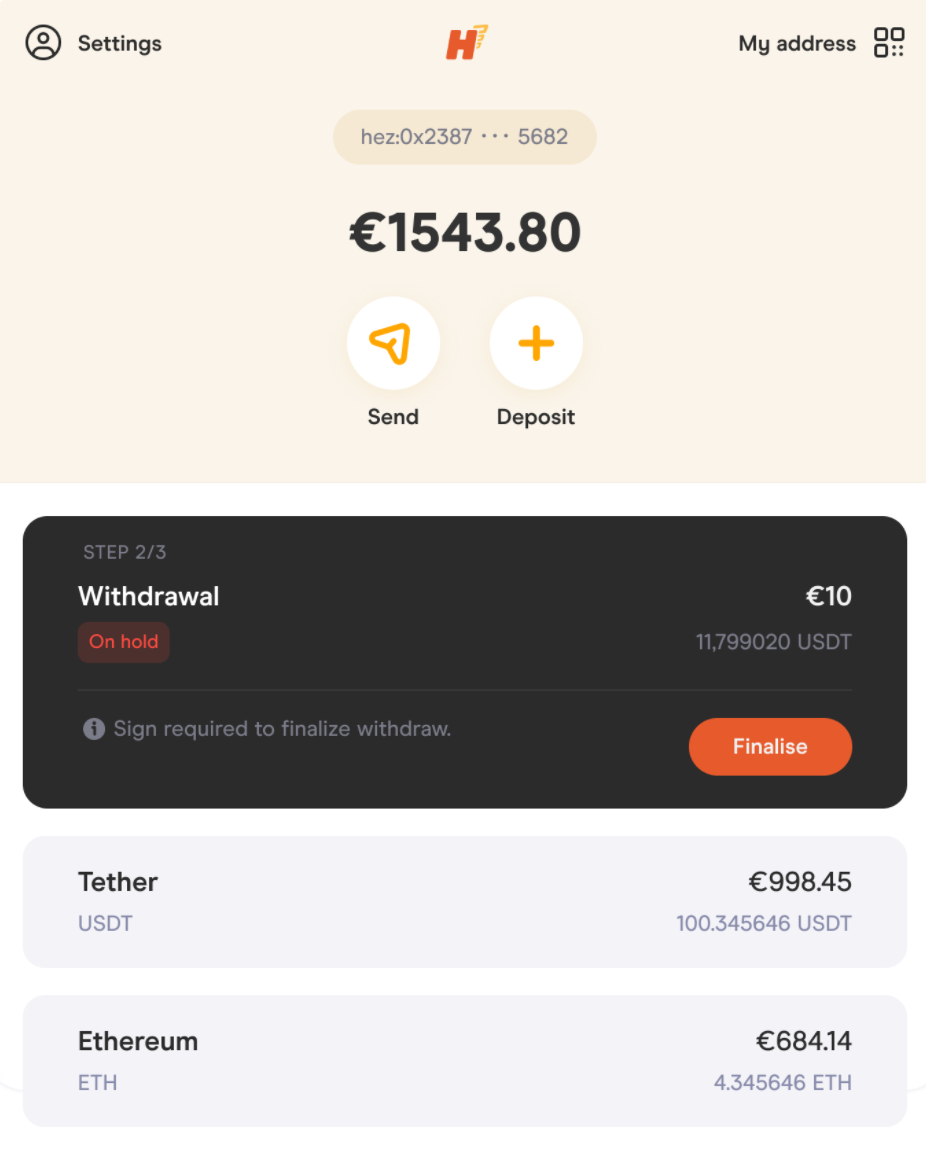 Settings
My address
hez:0x2387 ··· 5682
€1543.80
Send
Deposit
STEP 2/3
Withdrawal
€10
On hold
11,799020 USDT
Sign required to finalize withdraw.
Finalise
Tether
€998.45
USDT
100.345646 USDT
Ethereum
€684.14
ETH
4.345646 ETH